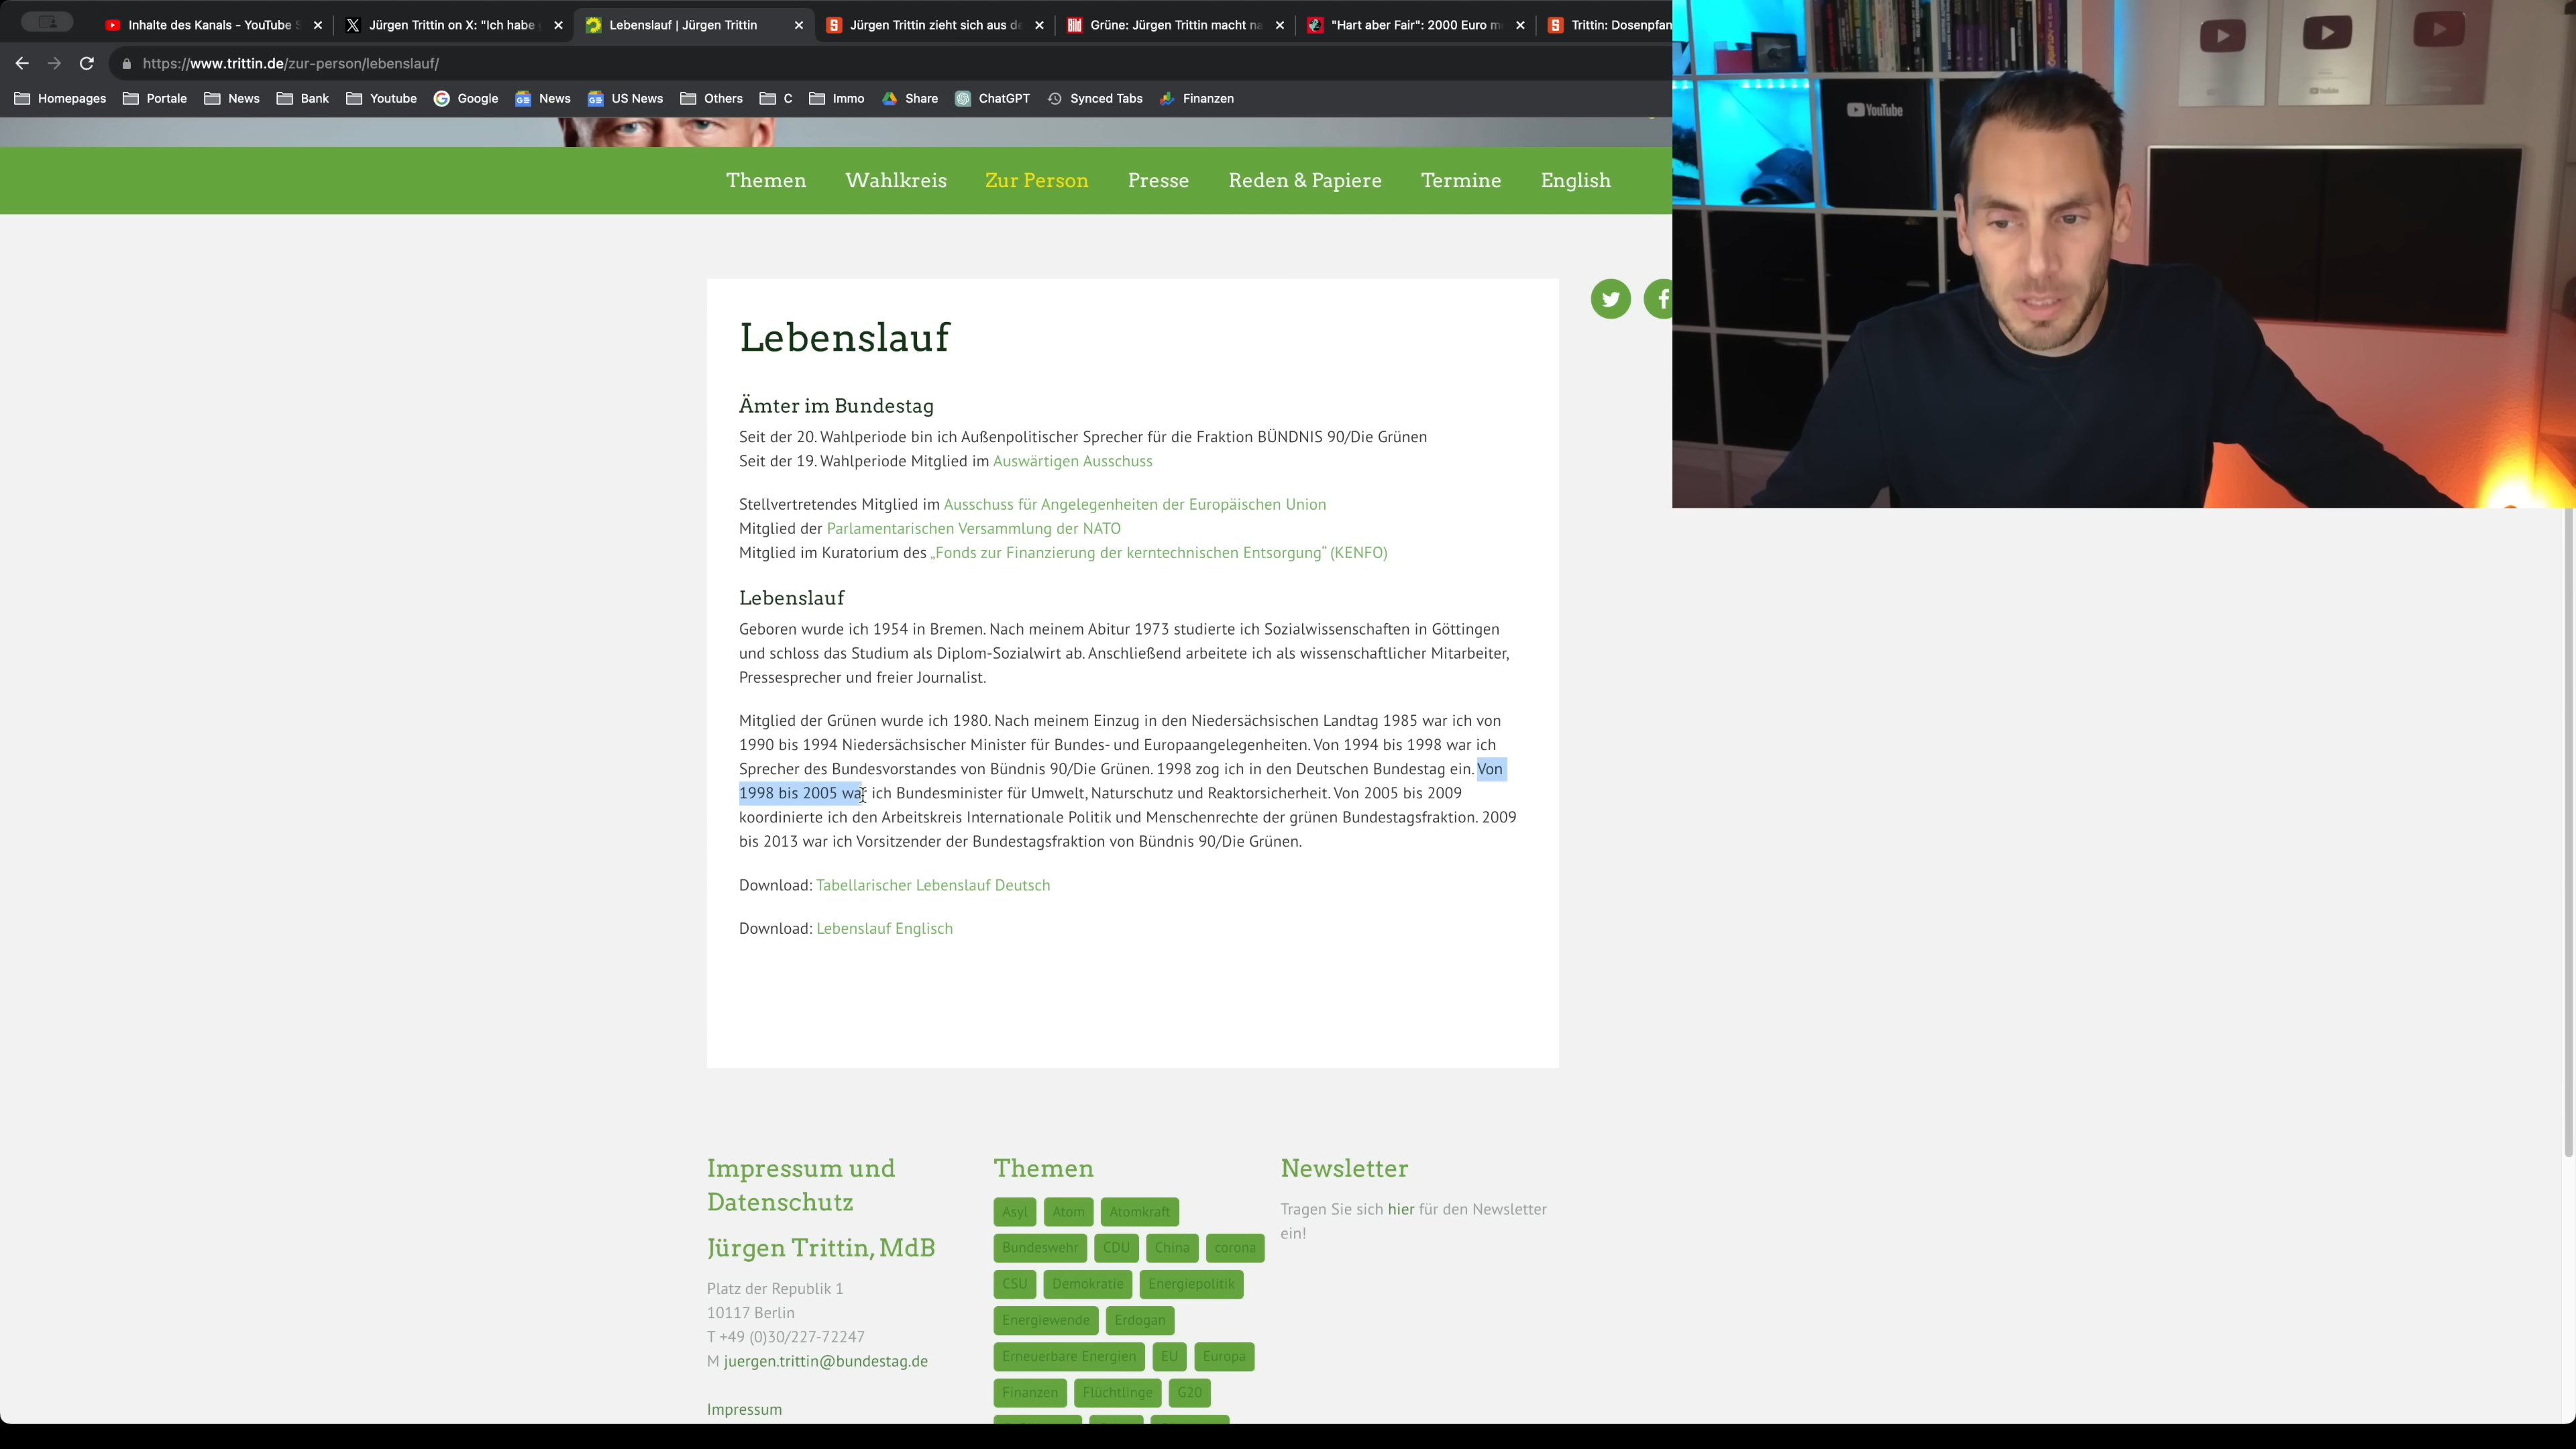 Inhalte des Kanals - YouTube S
Jürgen Trittin on X: "Ich habe
Lebenslauf | Jürgen Trittin
Jürgen Trittin zieht sich aus de
Grüne: Jürgen Trittin macht na
"Hart aber Fair": 2000 Euro m
Trittin: Dosenpfan
https://www.trittin.de/zur-person/lebenslauf/
Homepages
Portale
News
Bank
Youtube
Google
News
US News
Others
C
Immo
Share
ChatGPT
Synced Tabs
Finanzen
YouTube
Themen
Wahlkreis
Zur Person
Presse
Reden & Papiere
Termine
English
Lebenslauf
Ämter im Bundestag
Seit der 20. Wahlperiode bin ich Außenpolitischer Sprecher für die Fraktion BÜNDNIS 90/Die Grünen
Seit der 19. Wahlperiode Mitglied im Auswärtigen Ausschuss
Stellvertretendes Mitglied im Ausschuss für Angelegenheiten der Europäischen Union
Mitglied der Parlamentarischen Versammlung der NATO
Mitglied im Kuratorium des „Fonds zur Finanzierung der kerntechnischen Entsorgung“ (KENFO)
Lebenslauf
Geboren wurde ich 1954 in Bremen. Nach meinem Abitur 1973 studierte ich Sozialwissenschaften in Göttingen
und schloss das Studium als Diplom-Sozialwirt ab. Anschließend arbeitete ich als wissenschaftlicher Mitarbeiter,
Pressesprecher und freier Journalist.
Mitglied der Grünen wurde ich 1980. Nach meinem Einzug in den Niedersächsischen Landtag 1985 war ich von
1990 bis 1994 Niedersächsischer Minister für Bundes- und Europaangelegenheiten. Von 1994 bis 1998 war ich
Sprecher des Bundesvorstandes von Bündnis 90/Die Grünen. 1998 zog ich in den Deutschen Bundestag ein. Von
1998 bis 2005 war ich Bundesminister für Umwelt, Naturschutz und Reaktorsicherheit. Von 2005 bis 2009
koordinierte ich den Arbeitskreis Internationale Politik und Menschenrechte der grünen Bundestagsfraktion. 2009
bis 2013 war ich Vorsitzender der Bundestagsfraktion von Bündnis 90/Die Grünen.
Download: Tabellarischer Lebenslauf Deutsch
Download: Lebenslauf Englisch
Impressum und
Datenschutz
Jürgen Trittin, MdB
Platz der Republik 1
10117 Berlin
T +49 (0)30/227-72247
M juergen.trittin@bundestag.de
Impressum
Themen
Asyl
Atom
Atomkraft
Bundeswehr
CDU
China
corona
CSU
Demokratie
Energiepolitik
Energiewende
Erdogan
Erneuerbare Energien
EU
Europa
Finanzen
Flüchtlinge
G20
Newsletter
Tragen Sie sich hier für den Newsletter
ein!